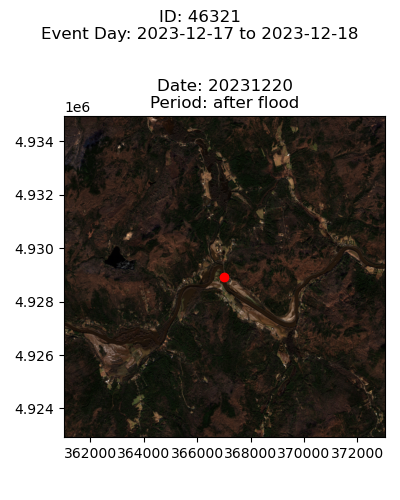 ID: 46321
Event Day: 2023-12-17 to 2023-12-18
Date: 20231220
Period: after flood
1e6
4.934
4.932
4.930
4.928
4.926
4.924
362000 364000 366000 368000 370000 372000